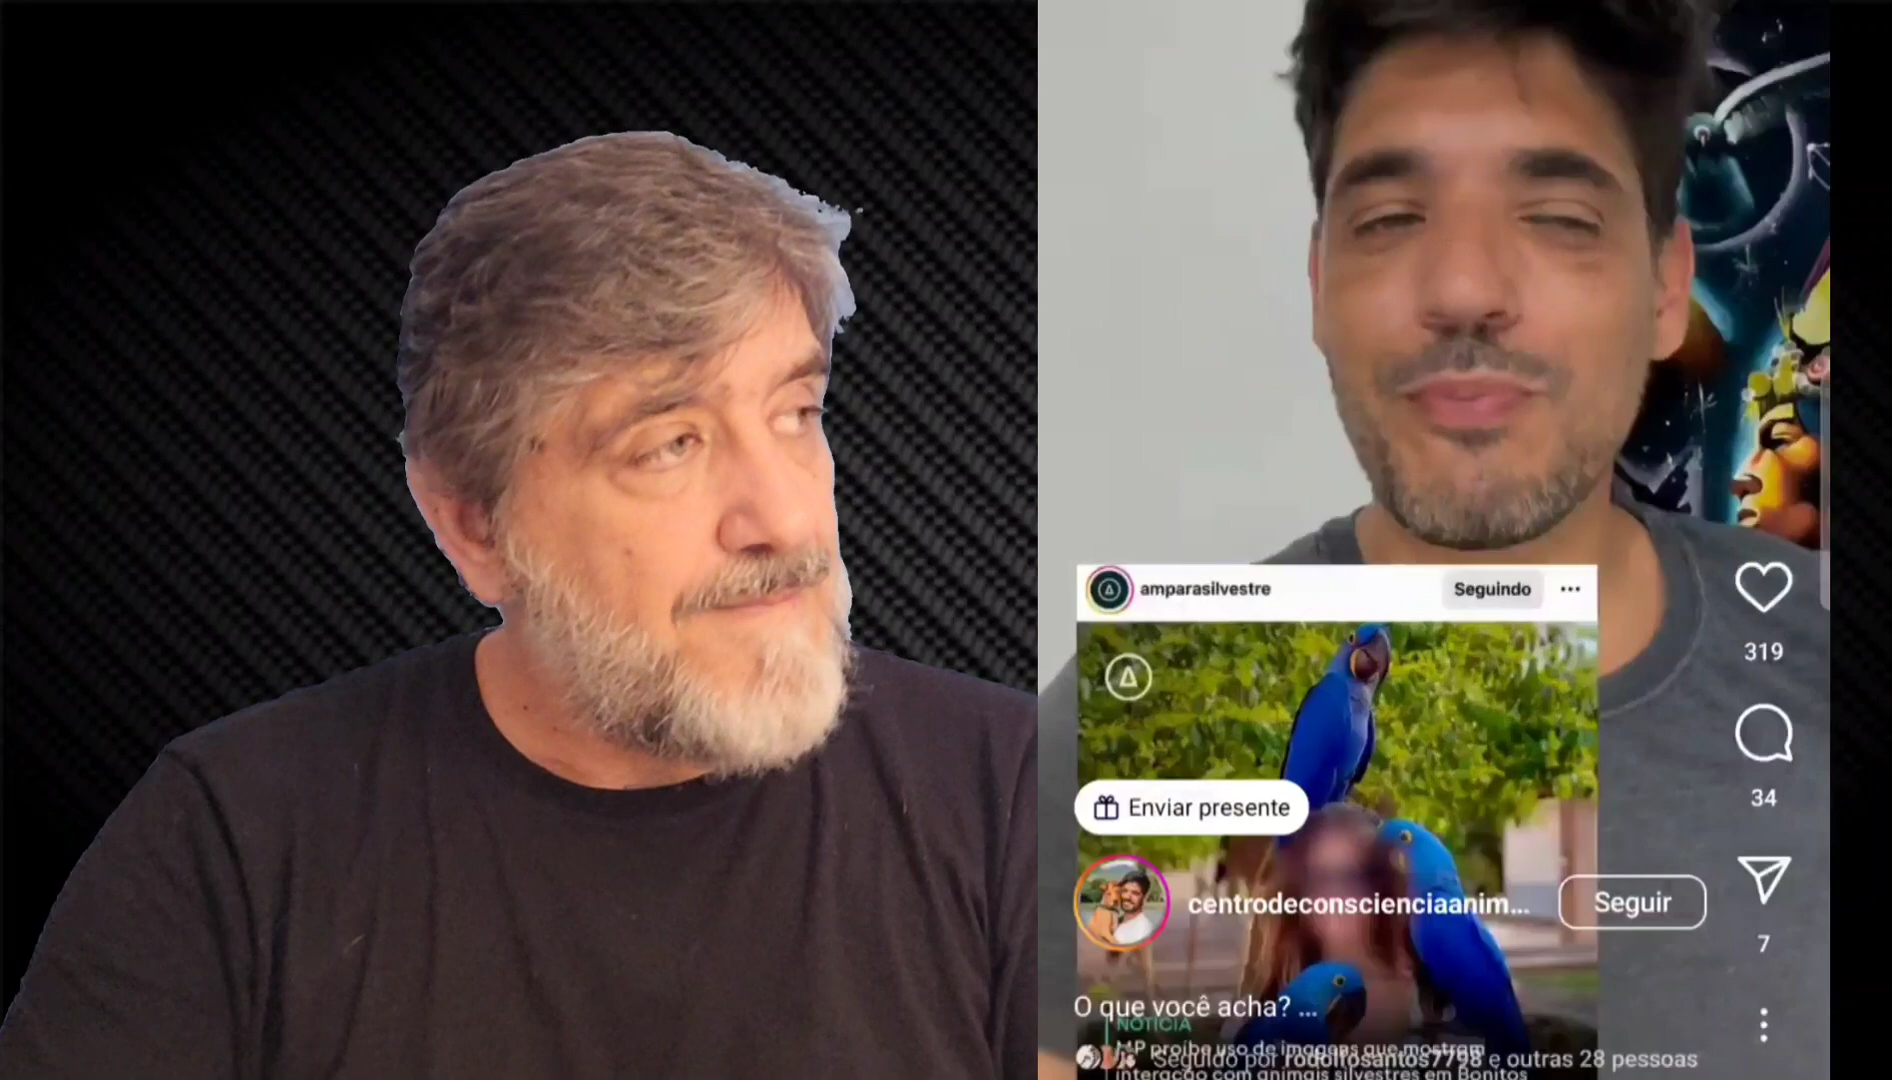 amparasilvestre
Seguindo
Enviar presente
319
34
7
centrodeconscienciaanim...
Seguir
O que você acha? ...
NOTÍCIA
MP proíbe uso de imagens que mostram
Seguido por rodolfosantos7798 e outras 28 pessoas
interação com animais silvestres em Bonitos